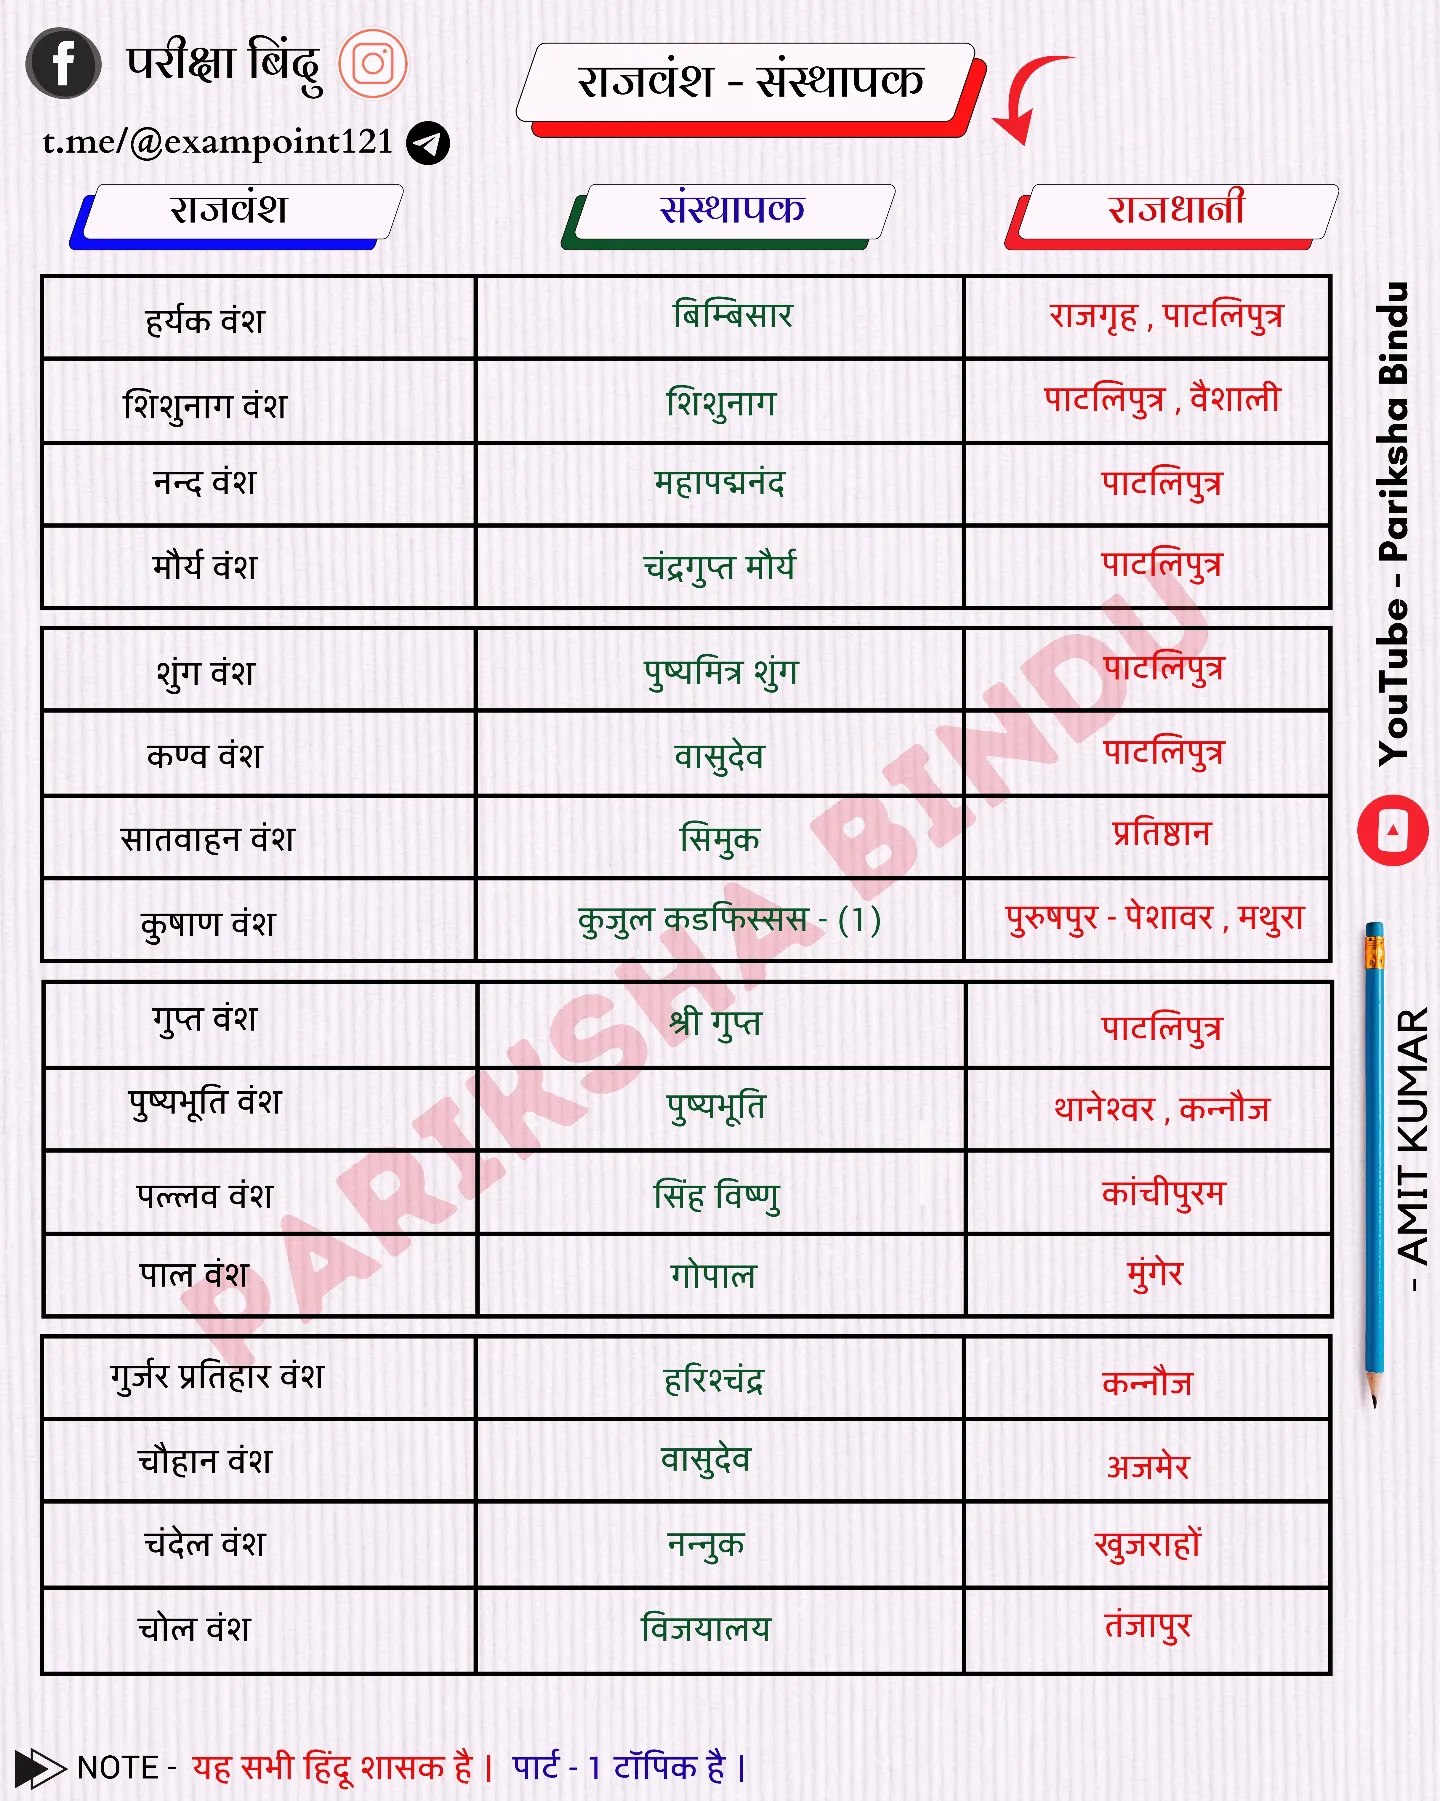 परीक्षा बिंदु
t.me/@exampoint121
राजवंश - संस्थापक
राजवंश संस्थापक राजधानी
हर्यक वंश बिम्बिसार राजगृह , पाटलिपुत्र
शिशुनाग वंश शिशुनाग पाटलिपुत्र , वैशाली
नन्द वंश महापद्मनंद पाटलिपुत्र
मौर्य वंश चंद्रगुप्त मौर्य पाटलिपुत्र
शुंग वंश पुष्यमित्र शुंग पाटलिपुत्र
कण्व वंश वासुदेव पाटलिपुत्र
सातवाहन वंश सिमुक प्रतिष्ठान
कुषाण वंश कुजुल कडफिस्सस - (1) पुरुषपुर - पेशावर , मथुरा
गुप्त वंश श्री गुप्त पाटलिपुत्र
पुष्यभूति वंश पुष्यभूति थानेश्वर , कन्नौज
पल्लव वंश सिंह विष्णु कांचीपुरम
पाल वंश गोपाल मुंगेर
गुर्जर प्रतिहार वंश हरिश्चंद्र कन्नौज
चौहान वंश वासुदेव अजमेर
चंदेल वंश नन्नुक खुजराहों
चोल वंश विजयालय तंजापुर
NOTE - यह सभी हिंदू शासक है | पार्ट - 1 टॉपिक है |
YouTube - Pariksha Bindu
- AMIT KUMAR
PARIKSHA BINDU